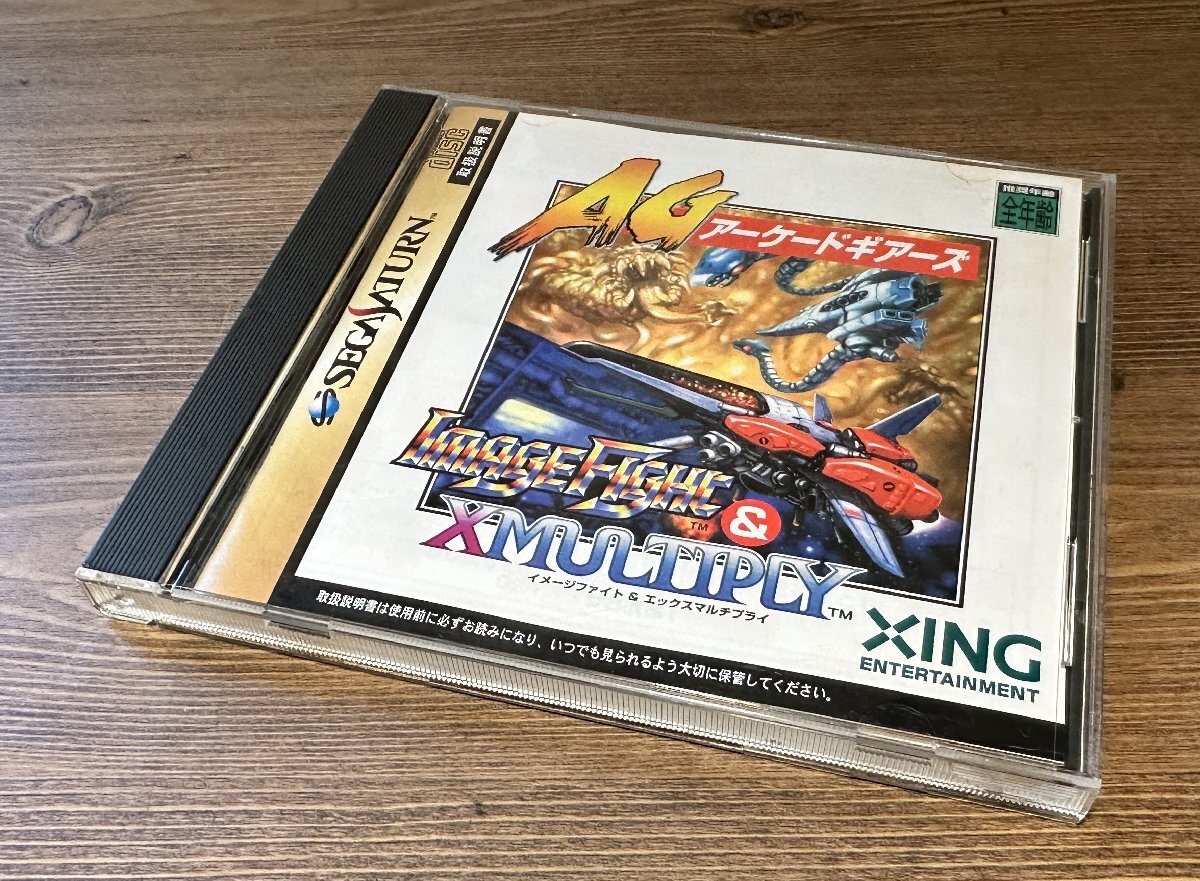 DISC
取扱説明書
SEGA SATURN™
AG
アーケードギアーズ
推奨年齢
全年齢
IMAGE FIGHT™
&
XMULTIPLY™
イメージファイト & エックスマルチプライ
XING
ENTERTAINMENT
取扱説明書は使用前に必ずお読みになり、いつでも見られるよう大切に保管してください。